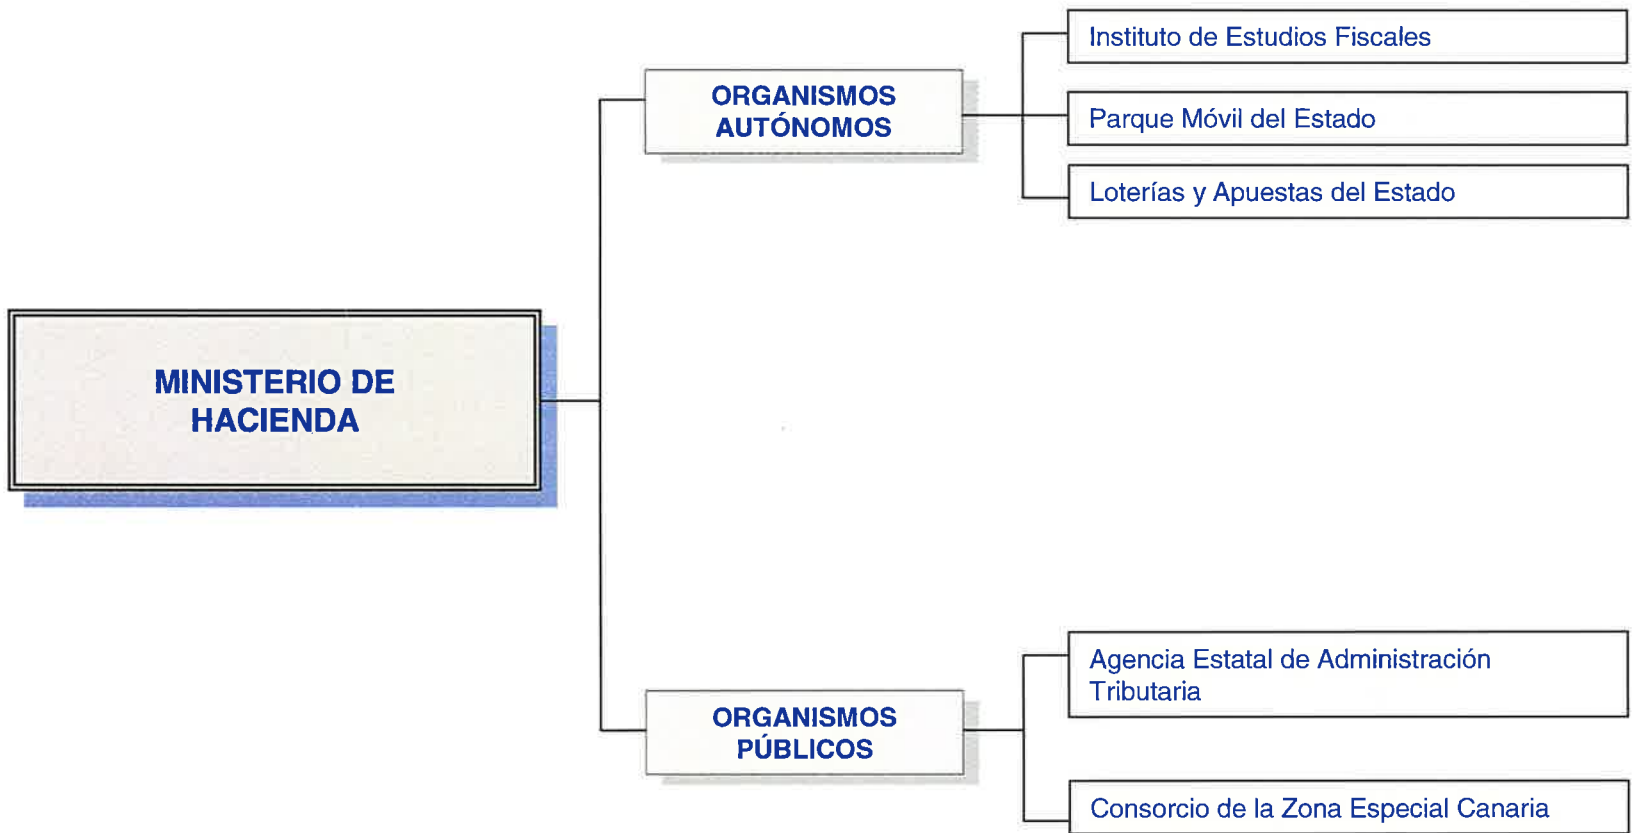 MINISTERIO DE
HACIENDA
ORGANISMOS
AUTÓNOMOS
Instituto de Estudios Fiscales
Parque Móvil del Estado
Loterías y Apuestas del Estado
ORGANISMOS
PÚBLICOS
Agencia Estatal de Administración
Tributaria
Consorcio de la Zona Especial Canaria